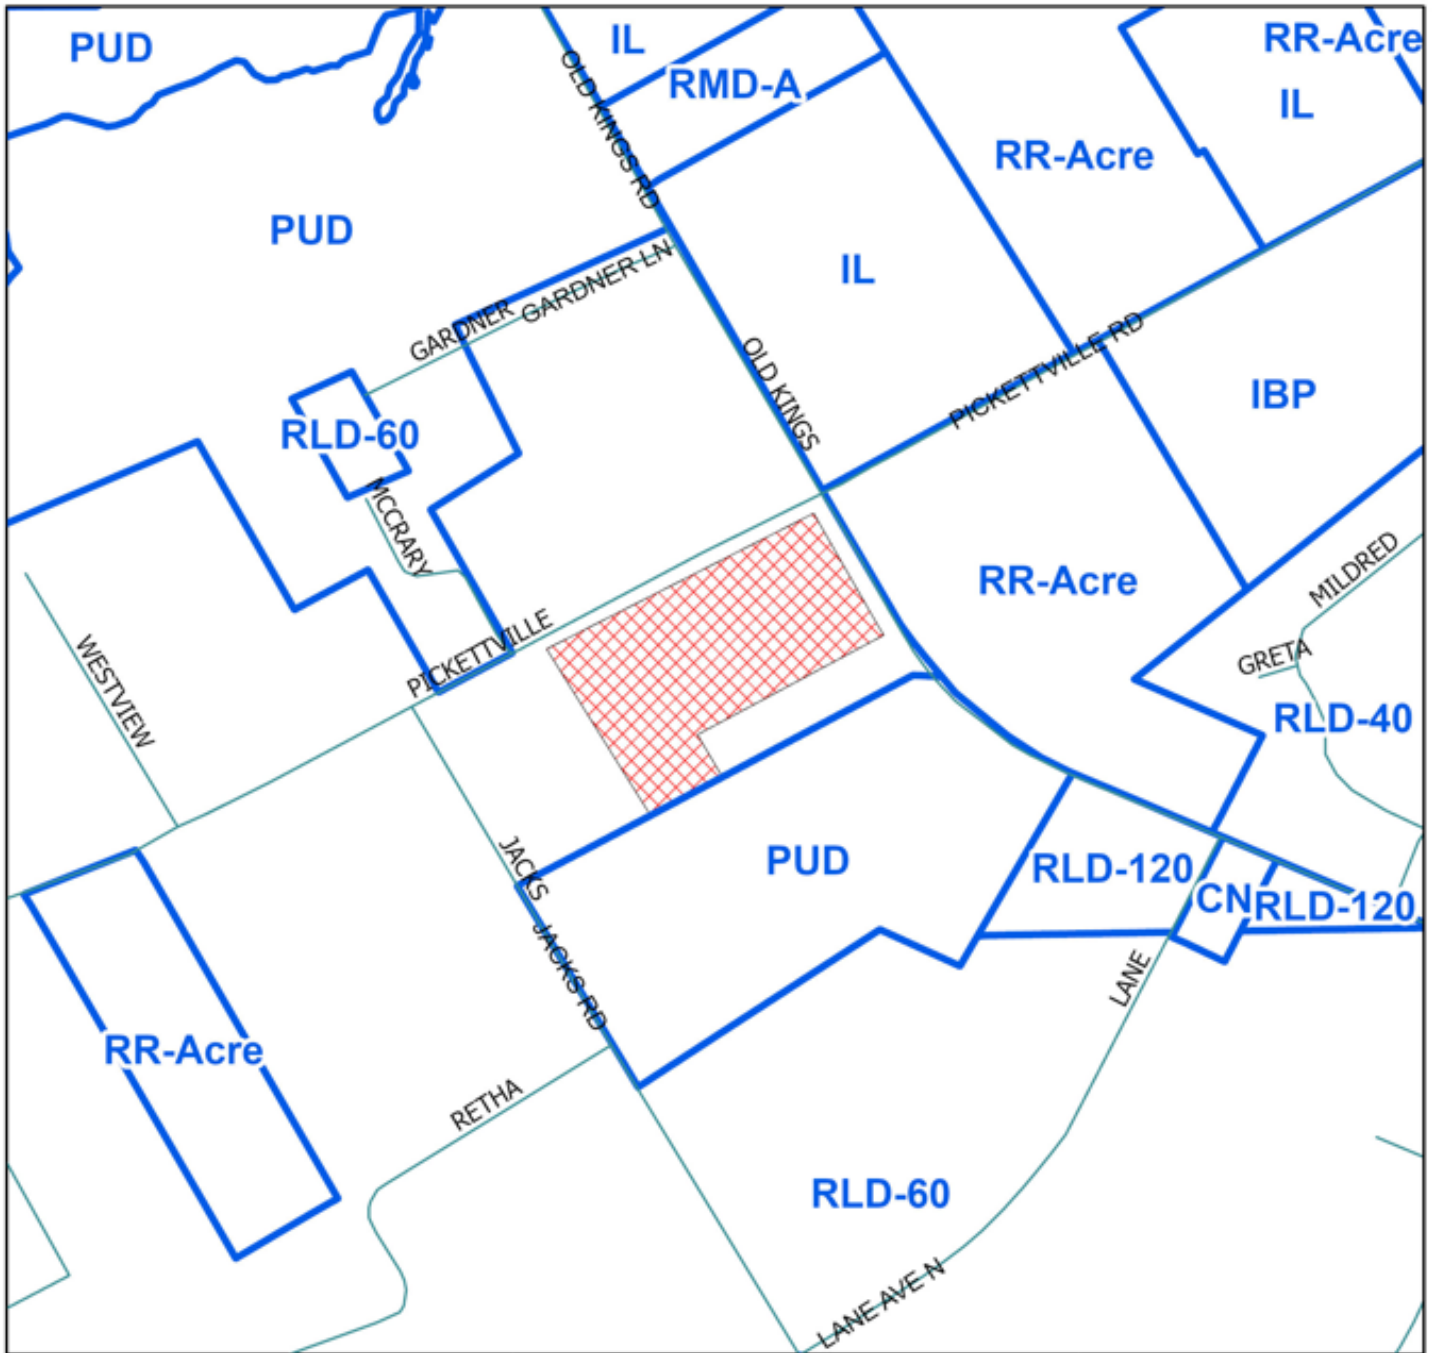 PUD
IL
RR-Acre
OLD KINGS RD
RMD-A
IL
RR-Acre
PUD
GARDNER LN
IL
GARDNER
PICKETTVILLE RD
OLD KINGS
IBP
RLD-60
MCCRARY
RR-Acre
MILDRED
PICKETTVILLE
WESTVIEW
GRETA
RLD-40
JACKS
PUD
RLD-120
CN
RLD-120
JACKS RD
LANE
RR-Acre
RETHA
RLD-60
LANE AVE N